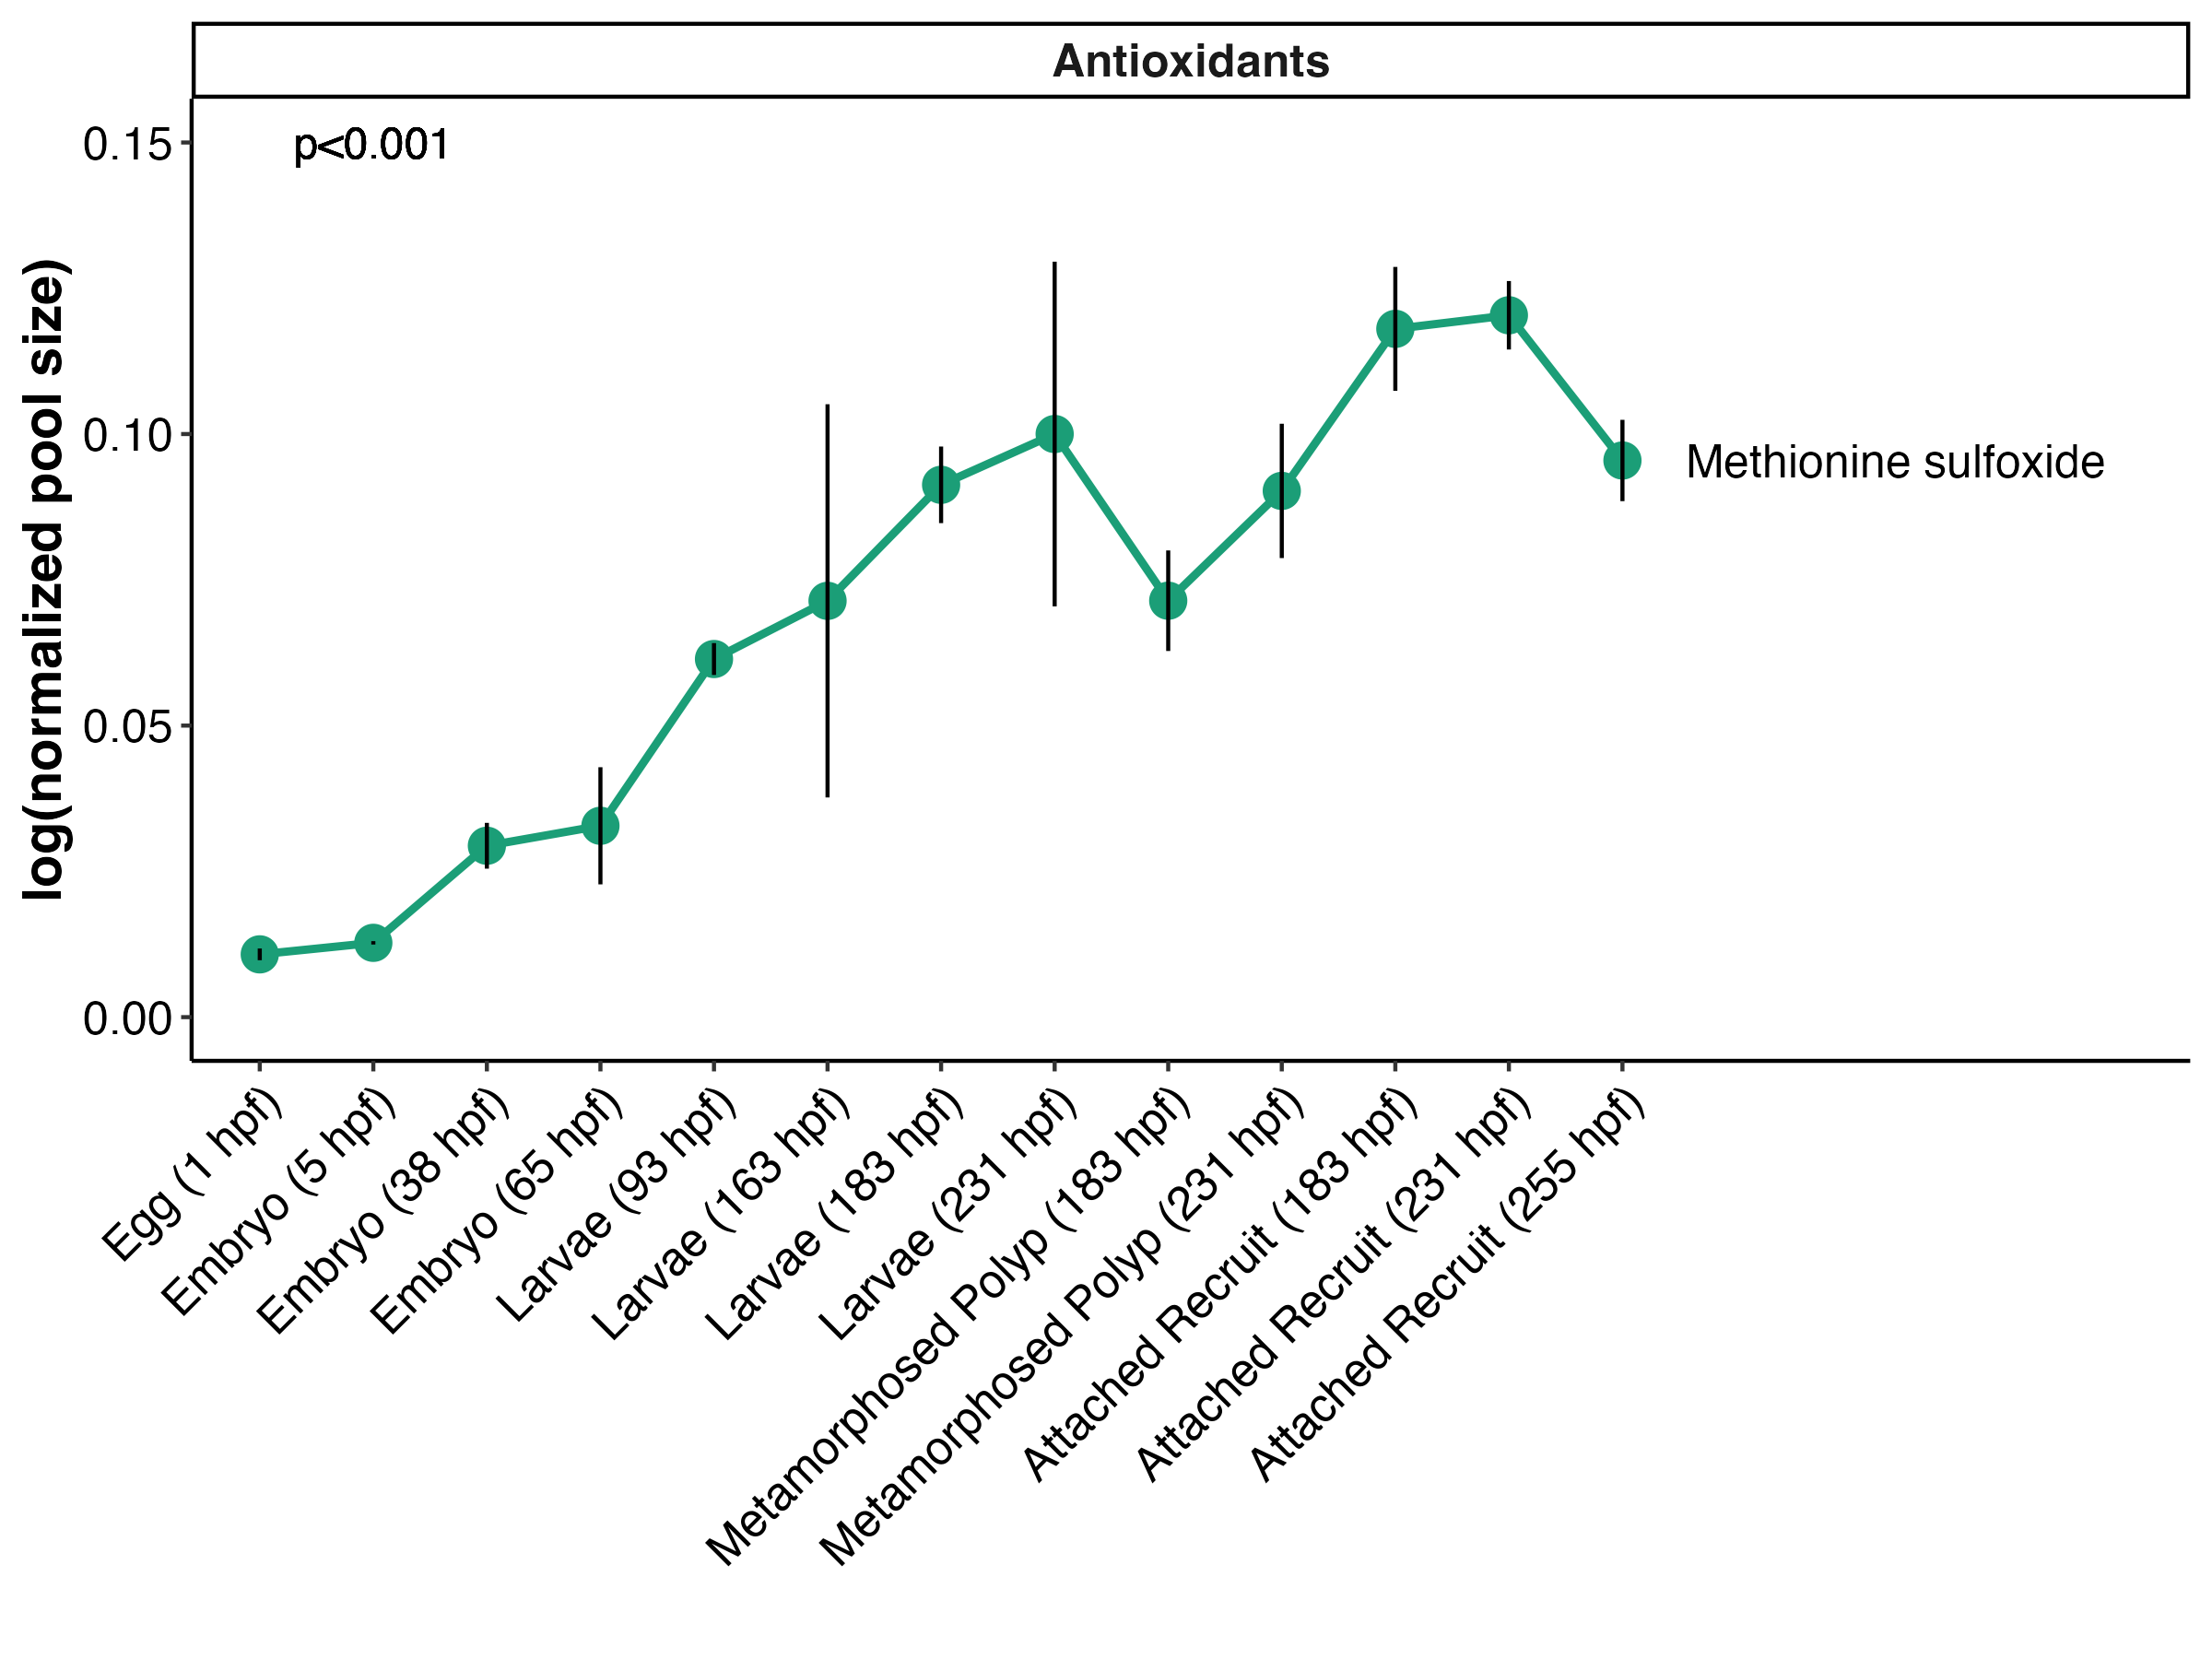 Antioxidants
p<0.001
log(normalized pool size)
0.15
0.10
0.05
0.00
Methionine sulfoxide
Egg (1 hpf)
Embryo (5 hpf)
Embryo (38 hpf)
Embryo (65 hpf)
Larvae (93 hpf)
Larvae (163 hpf)
Larvae (183 hpf)
Larvae (231 hpf)
Metamorphosed Polyp (183 hpf)
Metamorphosed Polyp (231 hpf)
Attached Recruit (183 hpf)
Attached Recruit (231 hpf)
Attached Recruit (255 hpf)